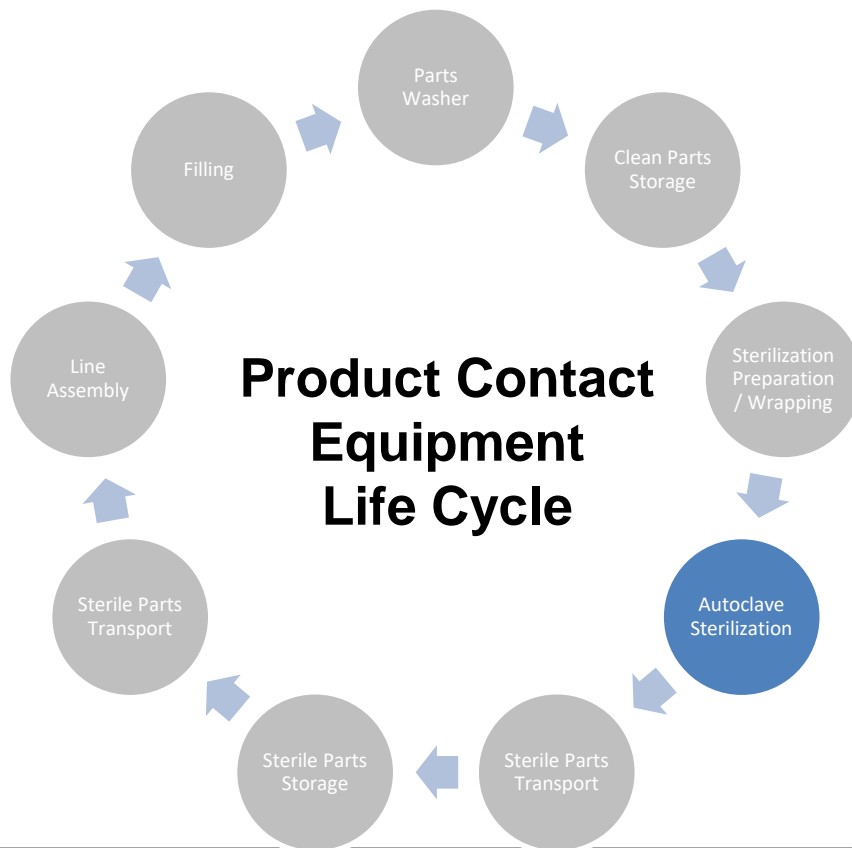 Parts
Washer
Clean Parts
Storage
Sterilization
Preparation
/ Wrapping
Autoclave
Sterilization
Sterile Parts
Transport
Sterile Parts
Storage
Sterile Parts
Transport
Line
Assembly
Filling
Product Contact
Equipment
Life Cycle